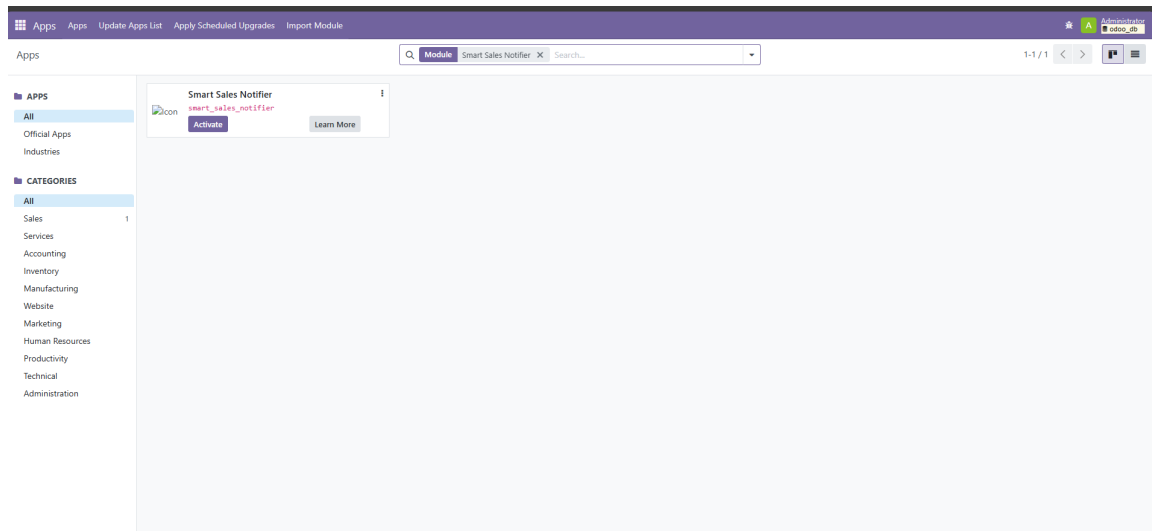 Apps Apps Update Apps List Apply Scheduled Upgrades Import Module A Administrator
odoo_db
Apps Module Smart Sales Notifier Search... 1-1 / 1
APPS
All
Official Apps
Industries
CATEGORIES
All
Sales 1
Services
Accounting
Inventory
Manufacturing
Website
Marketing
Human Resources
Productivity
Technical
Administration
Smart Sales Notifier
Icon smart_sales_notifier
Activate Learn More